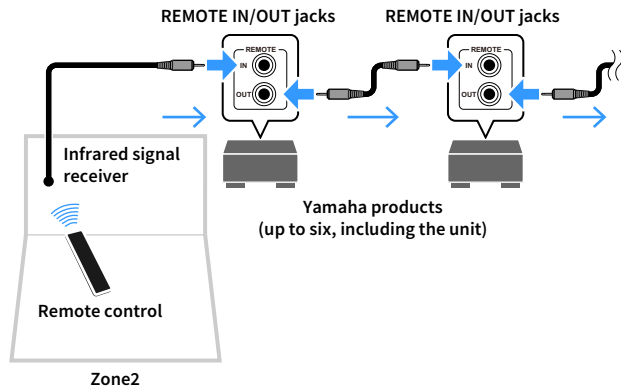 REMOTE IN/OUT jacks
REMOTE IN/OUT jacks
REMOTE
IN
OUT
REMOTE
IN
OUT
Infrared signal
receiver
Yamaha products
(up to six, including the unit)
Remote control
Zone2